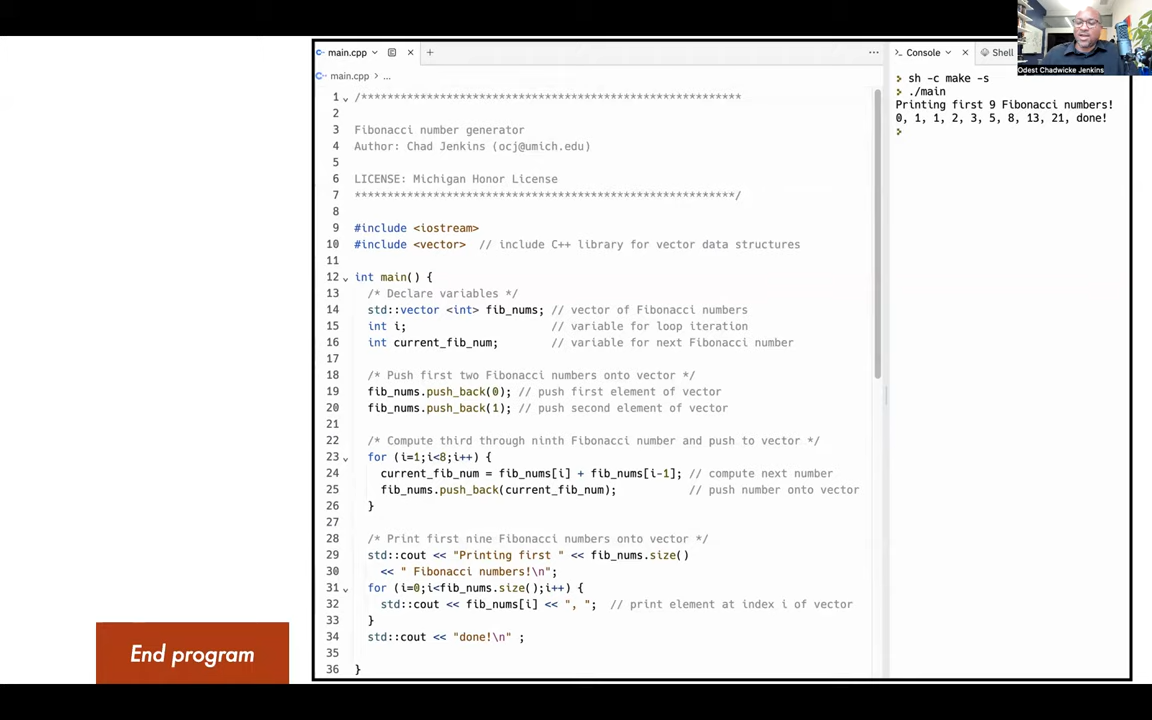 main.cpp
main.cpp > ...
1 /**********************************************************
2
3 Fibonacci number generator
4 Author: Chad Jenkins (ocj@umich.edu)
5
6 LICENSE: Michigan Honor License
7 **********************************************************/
8
9 #include <iostream>
10 #include <vector>  // include C++ library for vector data structures
11
12 int main() {
13   /* Declare variables */
14   std::vector <int> fib_nums; // vector of Fibonacci numbers
15   int i;                      // variable for loop iteration
16   int current_fib_num;        // variable for next Fibonacci number
17
18   /* Push first two Fibonacci numbers onto vector */
19   fib_nums.push_back(0); // push first element of vector
20   fib_nums.push_back(1); // push second element of vector
21
22   /* Compute third through ninth Fibonacci number and push to vector */
23   for (i=1;i<8;i++) {
24     current_fib_num = fib_nums[i] + fib_nums[i-1]; // compute next number
25     fib_nums.push_back(current_fib_num);           // push number onto vector
26   }
27
28   /* Print first nine Fibonacci numbers onto vector */
29   std::cout << "Printing first " << fib_nums.size()
30     << " Fibonacci numbers!\n";
31   for (i=0;i<fib_nums.size();i++) {
32     std::cout << fib_nums[i] << ", ";  // print element at index i of vector
33   }
34   std::cout << "done!\n" ;
35
36 }
Console
Shell
sh -c make -s
./main
Printing first 9 Fibonacci numbers!
0, 1, 1, 2, 3, 5, 8, 13, 21, done!
Odest Chadwicke Jenkins
End program